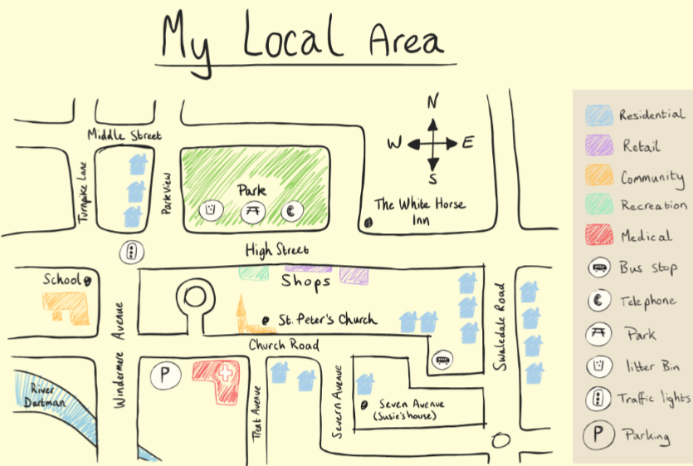 My Local Area
Middle Street
Turnpike Lane
Park View
Park
N
W E
S
The White Horse
Inn
High Street
School
Shops
St. Peter's Church
Church Road
Windermere Avenue
Swaledale Road
River
Dartman
P
Trent Avenue
Severn Avenue
Seven Avenue
(Susie's house)
Residential
Retail
Community
Recreation
Medical
Bus Stop
Telephone
Park
litter Bin
Traffic lights
P
Parking